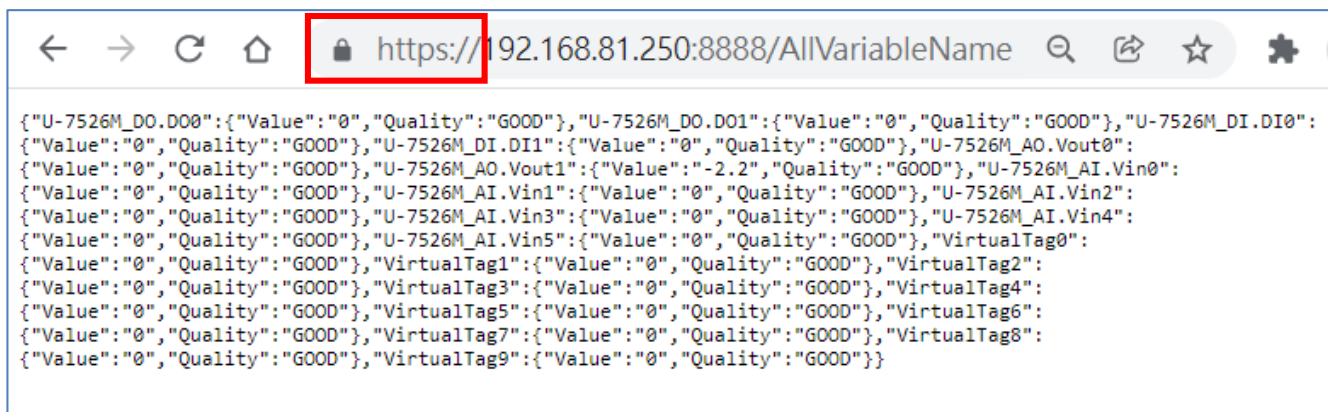 https://192.168.81.250:8888/AllVariableName
{"U-7526M_DO.DO0":{"Value":"0","Quality":"GOOD"},"U-7526M_DO.DO1":{"Value":"0","Quality":"GOOD"},"U-7526M_DI.DI0":
{"Value":"0","Quality":"GOOD"},"U-7526M_DI.DI1":{"Value":"0","Quality":"GOOD"},"U-7526M_AO.Vout0":
{"Value":"0","Quality":"GOOD"},"U-7526M_AO.Vout1":{"Value":"-2.2","Quality":"GOOD"},"U-7526M_AI.Vin0":
{"Value":"0","Quality":"GOOD"},"U-7526M_AI.Vin1":{"Value":"0","Quality":"GOOD"},"U-7526M_AI.Vin2":
{"Value":"0","Quality":"GOOD"},"U-7526M_AI.Vin3":{"Value":"0","Quality":"GOOD"},"U-7526M_AI.Vin4":
{"Value":"0","Quality":"GOOD"},"U-7526M_AI.Vin5":{"Value":"0","Quality":"GOOD"},"VirtualTag0":
{"Value":"0","Quality":"GOOD"},"VirtualTag1":{"Value":"0","Quality":"GOOD"},"VirtualTag2":
{"Value":"0","Quality":"GOOD"},"VirtualTag3":{"Value":"0","Quality":"GOOD"},"VirtualTag4":
{"Value":"0","Quality":"GOOD"},"VirtualTag5":{"Value":"0","Quality":"GOOD"},"VirtualTag6":
{"Value":"0","Quality":"GOOD"},"VirtualTag7":{"Value":"0","Quality":"GOOD"},"VirtualTag8":
{"Value":"0","Quality":"GOOD"},"VirtualTag9":{"Value":"0","Quality":"GOOD"}}